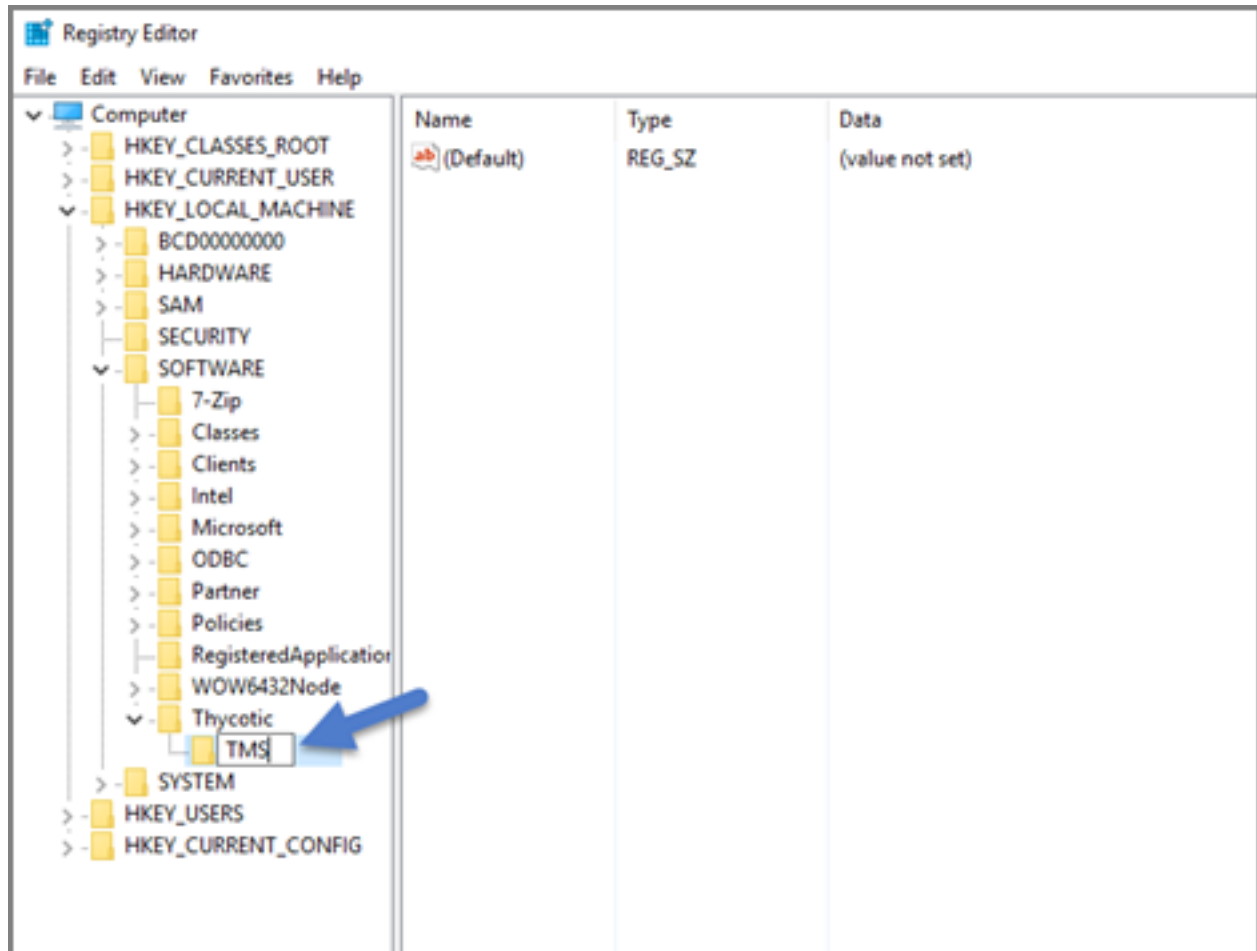 Registry Editor
File Edit View Favorites Help
Computer
HKEY_CLASSES_ROOT
HKEY_CURRENT_USER
HKEY_LOCAL_MACHINE
BCD00000000
HARDWARE
SAM
SECURITY
SOFTWARE
7-Zip
Classes
Clients
Intel
Microsoft
ODBC
Partner
Policies
RegisteredApplication
WOW6432Node
Thycotic
TMS
SYSTEM
HKEY_USERS
HKEY_CURRENT_CONFIG
Name Type Data
ab (Default) REG_SZ (value not set)